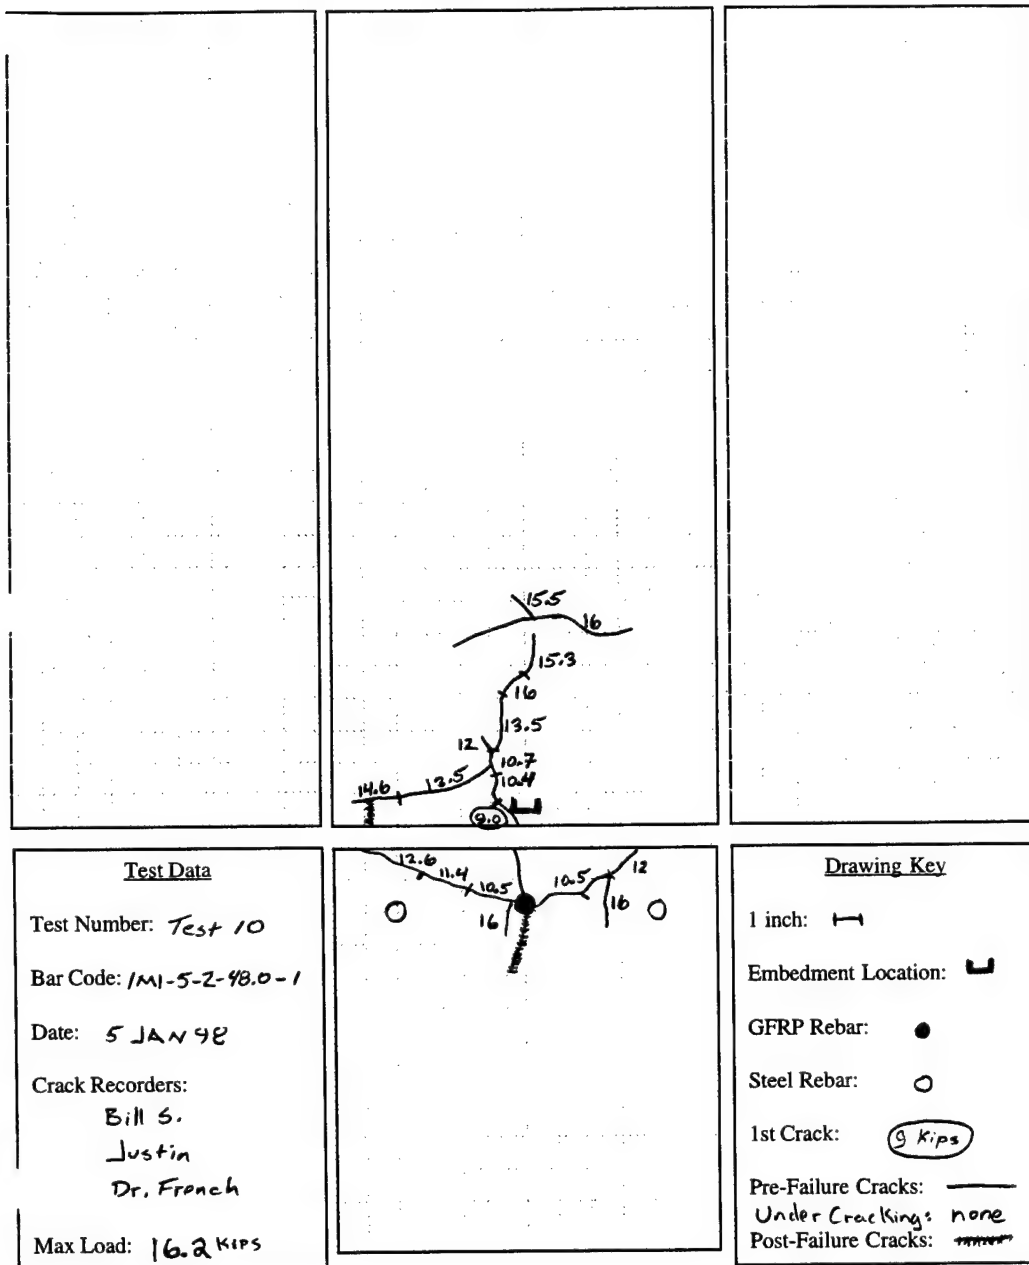 15.5
16
15.3
16
13.5
12
10.7
10.4
14.6
12.5
9.0
Test Data
Test Number: Test 10
Bar Code: IMI-5-2-48.0-1
Date: 5 JAN 98
Crack Recorders:
Bill S.
Justin
Dr. French
Max Load: 16.2 KIPS
12.6
11.4
10.5
16
10.5
12
16
Drawing Key
1 inch:
Embedment Location:
GFRP Rebar:
Steel Rebar:
1st Crack: 9 Kips
Pre-Failure Cracks:
Under Cracking: none
Post-Failure Cracks: